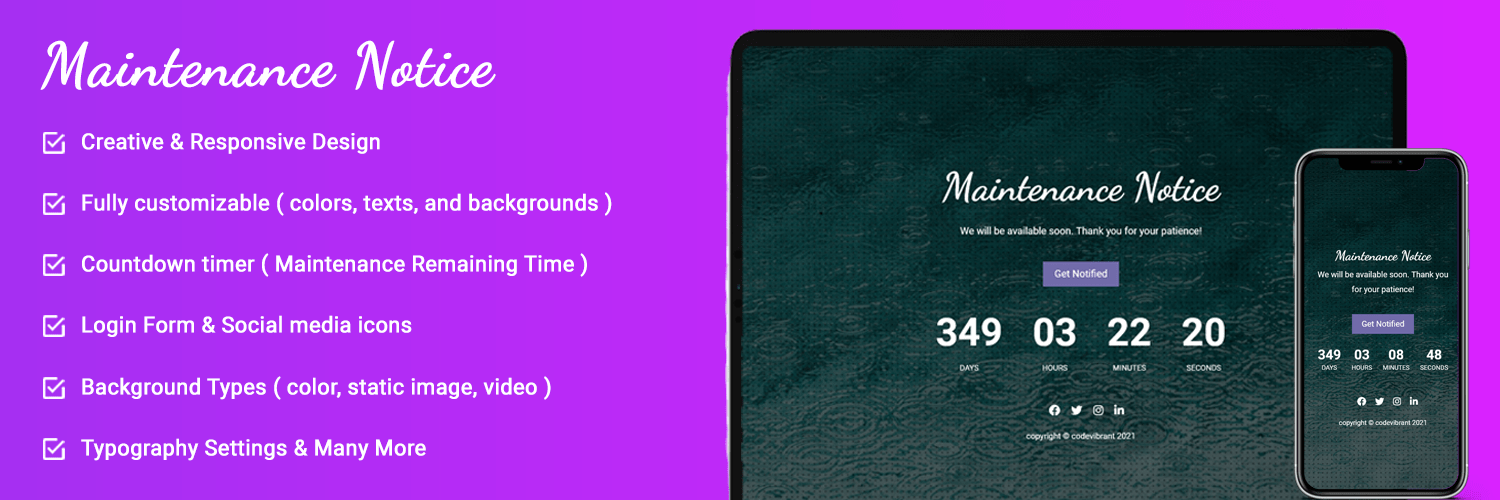 Maintenance Notice
Creative & Responsive Design
Fully customizable ( colors, texts, and backgrounds )
Countdown timer ( Maintenance Remaining Time )
Login Form & Social media icons
Background Types ( color, static image, video )
Typography Settings & Many More
Maintenance Notice
We will be available soon. Thank you for your patience!
Get Notified
349 03 22 20
DAYS HOURS MINUTES SECONDS
copyright © codevibrant 2021
Maintenance Notice
We will be available soon. Thank you
for your patience!
Get Notified
349 03 08 48
DAYS HOURS MINUTES SECONDS
copyright © codevibrant 2021